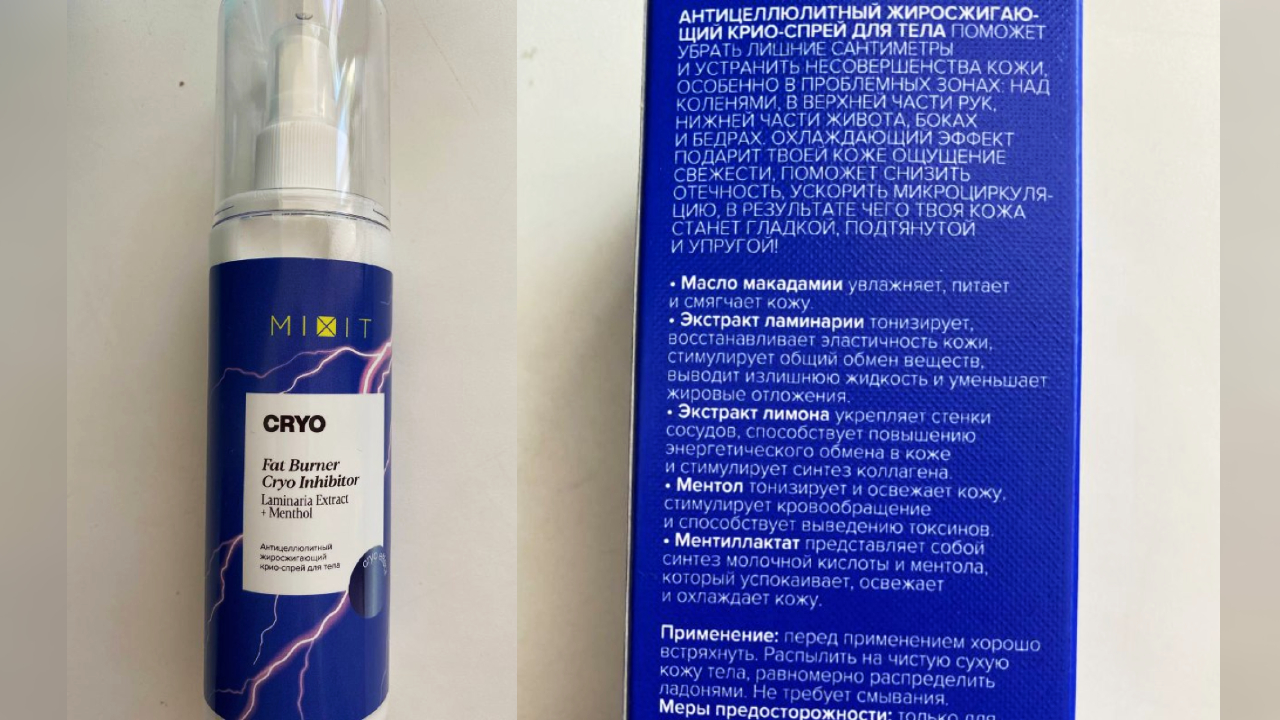 MIXIT
CRYO
Fat Burner
Cryo Inhibitor
Laminaria Extract
+ Menthol
Антицеллюлитный
жиросжигающий
крио-спрей для тела
cryo
АНТИЦЕЛЛЮЛИТНЫЙ ЖИРОСЖИГАЮ-
ЩИЙ КРИО-СПРЕЙ ДЛЯ ТЕЛА ПОМОЖЕТ
УБРАТЬ ЛИШНИЕ САНТИМЕТРЫ
И УСТРАНИТЬ НЕСОВЕРШЕНСТВА КОЖИ,
ОСОБЕННО В ПРОБЛЕМНЫХ ЗОНАХ: НАД
КОЛЕНЯМИ, В ВЕРХНЕЙ ЧАСТИ РУК,
НИЖНЕЙ ЧАСТИ ЖИВОТА, БОКАХ
И БЕДРАХ. ОХЛАЖДАЮЩИЙ ЭФФЕКТ
ПОДАРИТ ТВОЕЙ КОЖЕ ОЩУЩЕНИЕ
СВЕЖЕСТИ, ПОМОЖЕТ СНИЗИТЬ
ОТЕЧНОСТЬ, УСКОРИТЬ МИКРОЦИРКУЛЯ-
ЦИЮ, В РЕЗУЛЬТАТЕ ЧЕГО ТВОЯ КОЖА
СТАНЕТ ГЛАДКОЙ, ПОДТЯНУТОЙ
И УПРУГОЙ!
• Масло макадамии увлажняет, питает
и смягчает кожу.
• Экстракт ламинарии тонизирует,
восстанавливает эластичность кожи,
стимулирует общий обмен веществ,
выводит излишнюю жидкость и уменьшает
жировые отложения.
• Экстракт лимона укрепляет стенки
сосудов, способствует повышению
энергетического обмена в коже
и стимулирует синтез коллагена.
• Ментол тонизирует и освежает кожу,
стимулирует кровообращение
и способствует выведению токсинов.
• Ментиллактат представляет собой
синтез молочной кислоты и ментола,
который успокаивает, освежает
и охлаждает кожу.
Применение: перед применением хорошо
встряхнуть. Распылить на чистую сухую
кожу тела, равномерно распределить
ладонями. Не требует смывания.
Меры предосторожности: только для